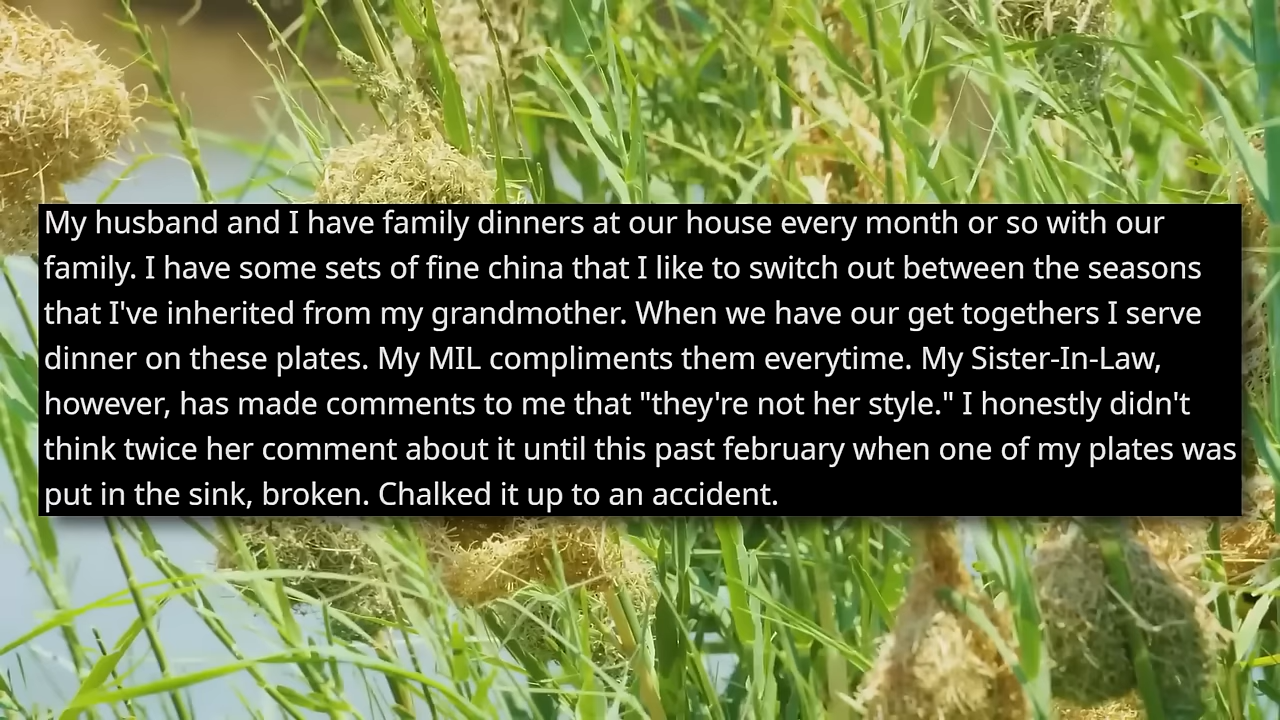 My husband and I have family dinners at our house every month or so with our
family. I have some sets of fine china that I like to switch out between the seasons
that I've inherited from my grandmother. When we have our get togethers I serve
dinner on these plates. My MIL compliments them everytime. My Sister-In-Law,
however, has made comments to me that "they're not her style." I honestly didn't
think twice her comment about it until this past february when one of my plates was
put in the sink, broken. Chalked it up to an accident.